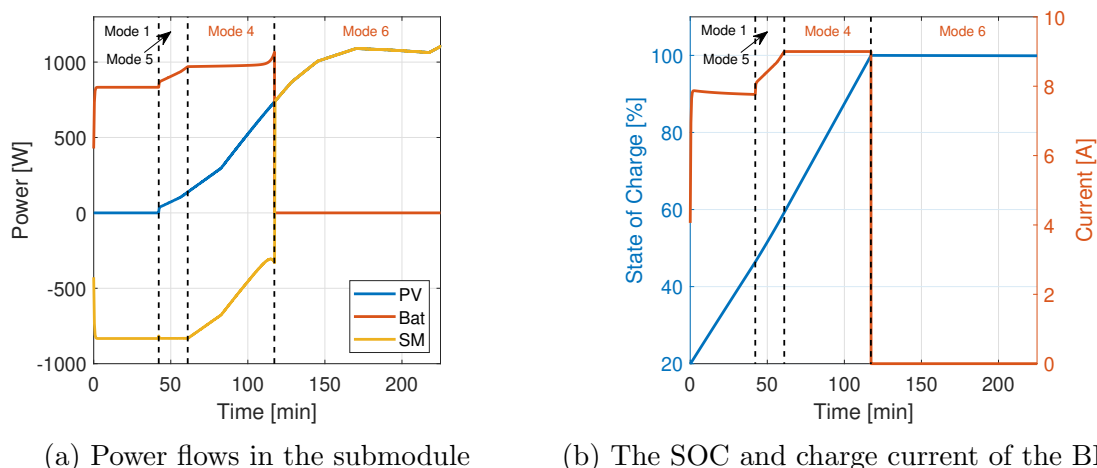 Mode 1
Mode 5
Mode 4
Mode 6
1000
500
0
-500
-1000
Power [W]
PV
Bat
SM
0
50
100
150
200
Time [min]
(a) Power flows in the submodule
Mode 1
Mode 5
Mode 4
Mode 6
100
80
60
40
20
State of Charge [%]
10
8
6
4
2
0
Current [A]
0
50
100
150
200
Time [min]
(b) The SOC and charge current of the